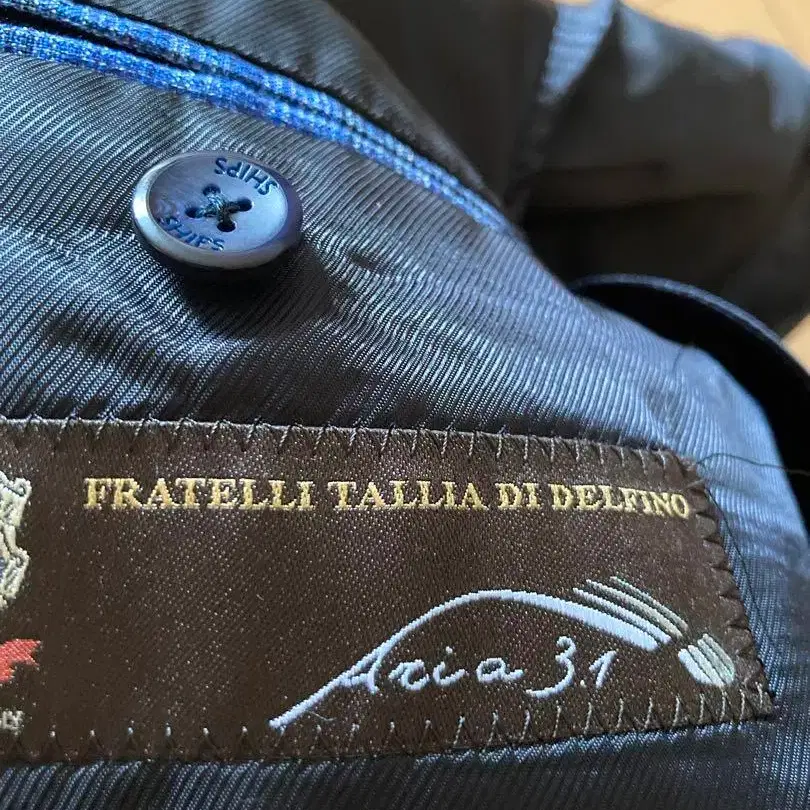 SHIPS
SHIPS
FRATELLI TALLIA DI DELFINO
Aria 3.1